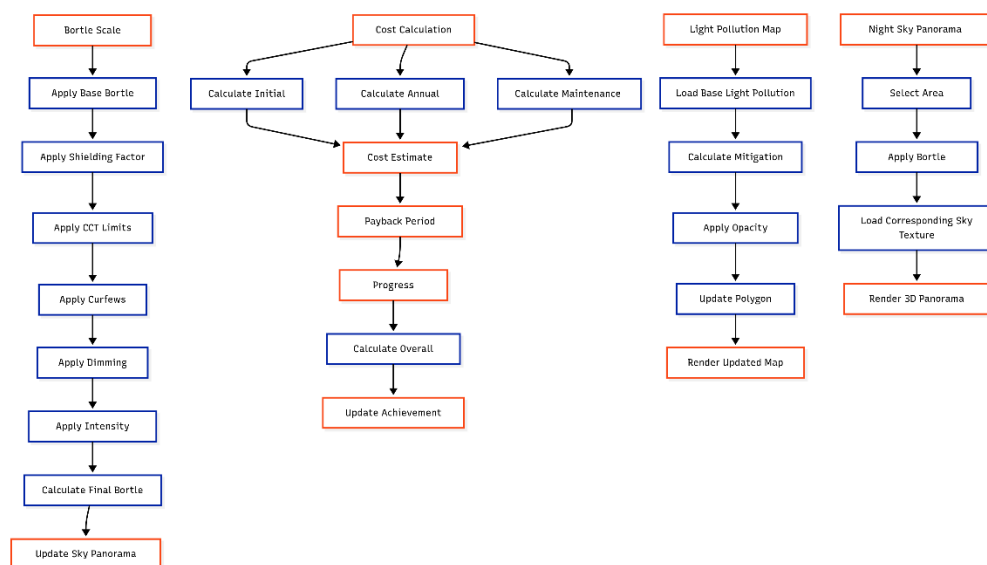 Bortle Scale
Apply Base Bortle
Apply Shielding Factor
Apply CCT Limits
Apply Curfews
Apply Dimming
Apply Intensity
Calculate Final Bortle
Update Sky Panorama
Cost Calculation
Calculate Initial
Calculate Annual
Calculate Maintenance
Cost Estimate
Payback Period
Progress
Calculate Overall
Update Achievement
Light Pollution Map
Load Base Light Pollution
Calculate Mitigation
Apply Opacity
Update Polygon
Render Updated Map
Night Sky Panorama
Select Area
Apply Bortle
Load Corresponding Sky
Texture
Render 3D Panorama